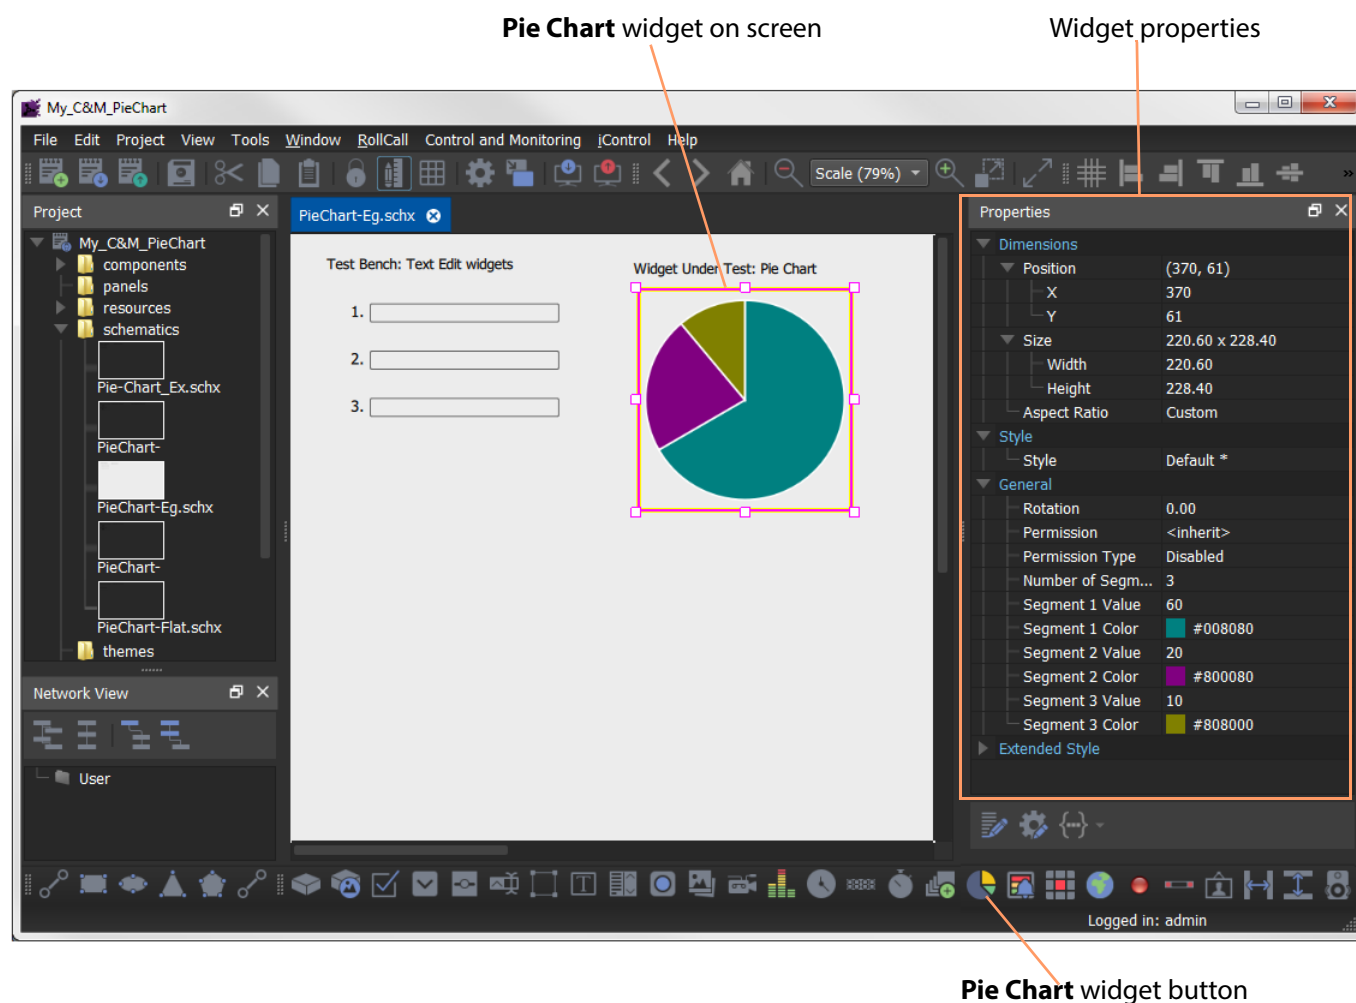 Pie Chart widget on screen
Widget properties
My_C&M_PieChart
File Edit Project View Tools Window RollCall Control and Monitoring iControl Help
Scale (79%)
»
Project
My_C&M_PieChart
components
panels
resources
schematics
Pie-Chart_Ex.schx
PieChart-
PieChart-Eg.schx
PieChart-
PieChart-Flat.schx
themes
Network View
User
PieChart-Eg.schx
Test Bench: Text Edit widgets
1.
2.
3.
Widget Under Test: Pie Chart
Properties
Dimensions
Position (370, 61)
X 370
Y 61
Size 220.60 x 228.40
Width 220.60
Height 228.40
Aspect Ratio Custom
Style
Style Default *
General
Rotation 0.00
Permission <inherit>
Permission Type Disabled
Number of Segm... 3
Segment 1 Value 60
Segment 1 Color #008080
Segment 2 Value 20
Segment 2 Color #800080
Segment 3 Value 10
Segment 3 Color #808000
Extended Style
Logged in: admin
Pie Chart widget button